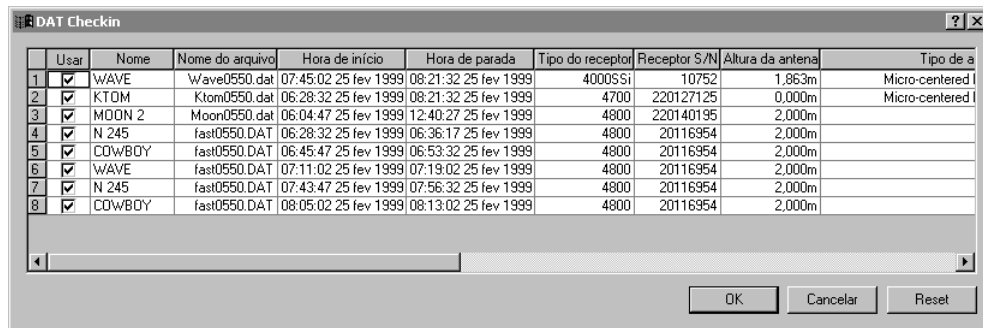 DAT Checkin
Usar Nome Nome do arquivo Hora de início Hora de parada Tipo do receptor Receptor S/N Altura da antena Tipo de a
1 WAVE Wave0550.dat 07:45:02 25 fev 1999 08:21:32 25 fev 1999 4000SSi 10752 1,863m Micro-centered l
2 KTOM Ktom0550.dat 06:28:32 25 fev 1999 08:21:32 25 fev 1999 4700 220127125 0,000m Micro-centered l
3 MOON 2 Moon0550.dat 06:04:47 25 fev 1999 12:40:27 25 fev 1999 4800 220140195 2,000m
4 N 245 fast0550.DAT 06:28:32 25 fev 1999 06:36:17 25 fev 1999 4800 20116954 2,000m
5 COWBOY fast0550.DAT 06:45:47 25 fev 1999 06:53:32 25 fev 1999 4800 20116954 2,000m
6 WAVE fast0550.DAT 07:11:02 25 fev 1999 07:19:02 25 fev 1999 4800 20116954 2,000m
7 N 245 fast0550.DAT 07:43:47 25 fev 1999 07:56:32 25 fev 1999 4800 20116954 2,000m
8 COWBOY fast0550.DAT 08:05:02 25 fev 1999 08:13:02 25 fev 1999 4800 20116954 2,000m
OK Cancelar Reset